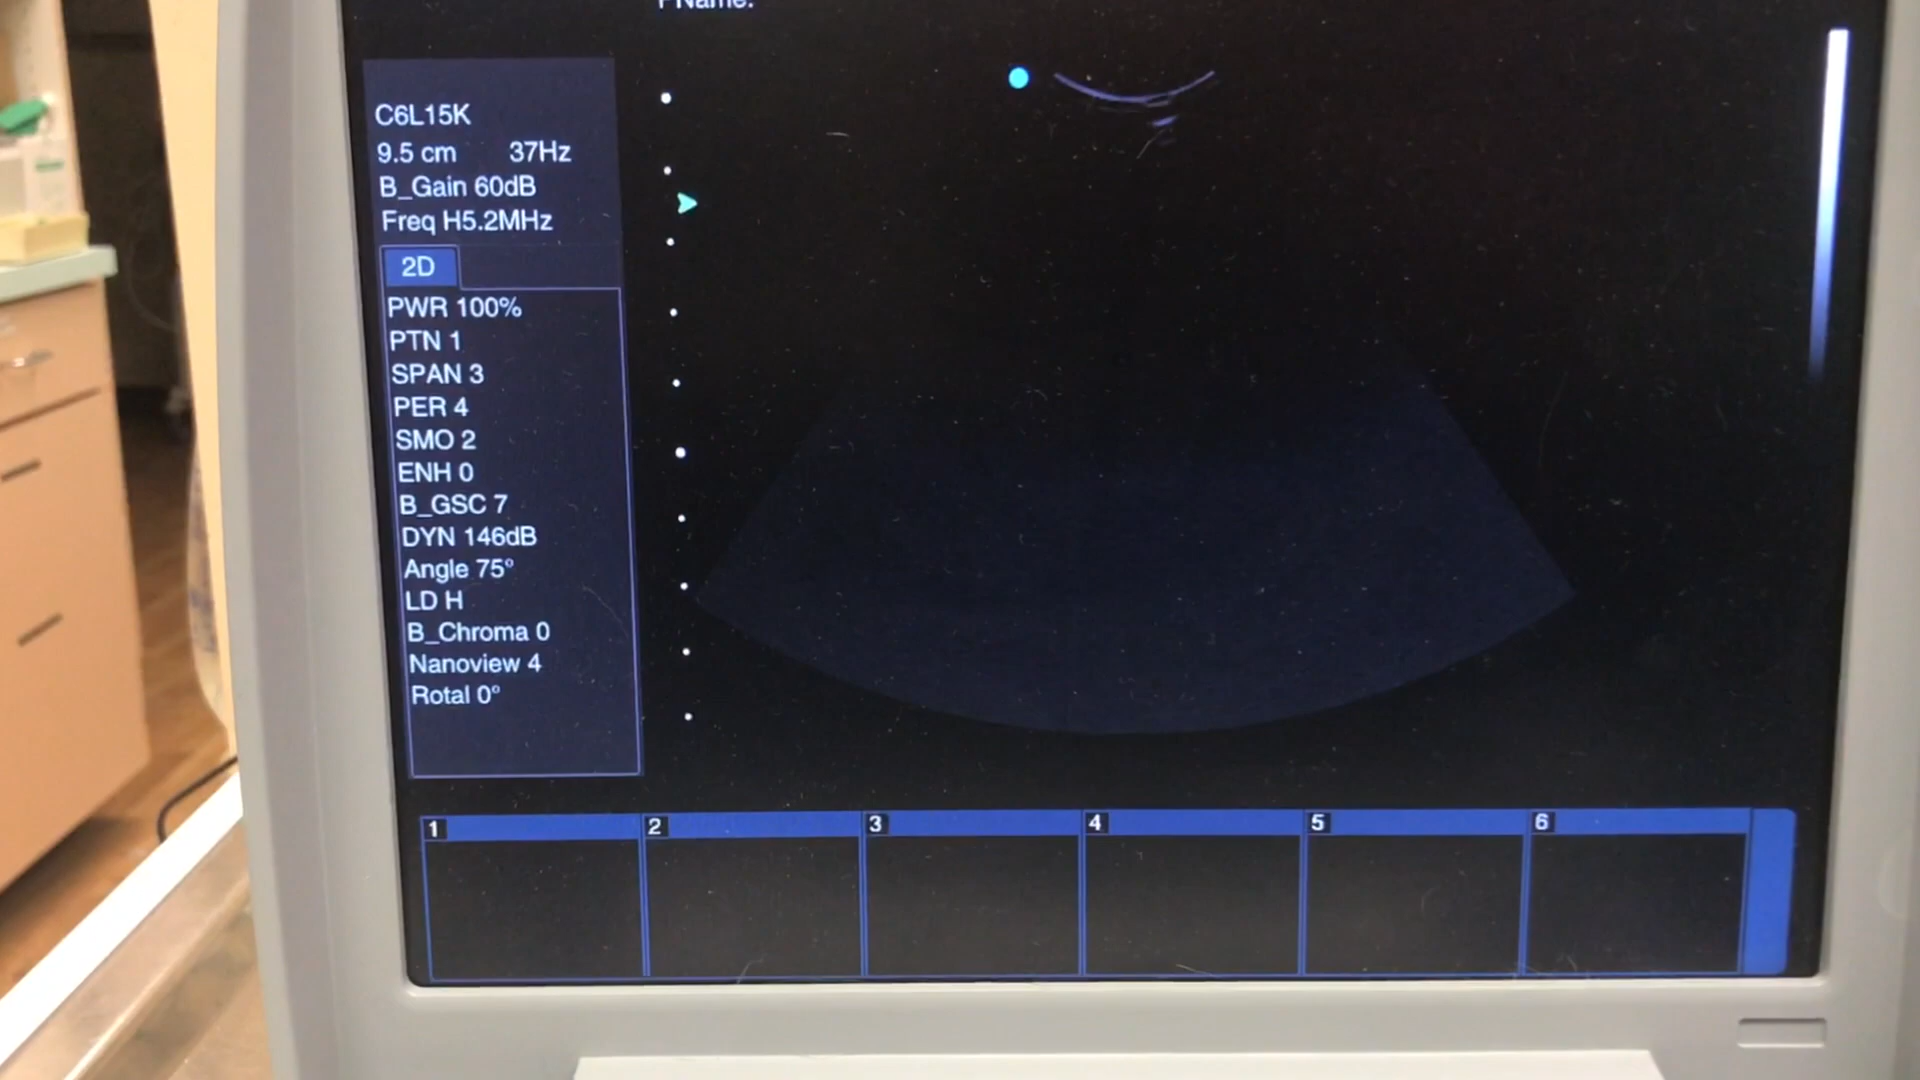 FName:
C6L15K
9.5 cm 37Hz
B_Gain 60dB
Freq H5.2MHz
2D
PWR 100%
PTN 1
SPAN 3
PER 4
SMO 2
ENH 0
B_GSC 7
DYN 146dB
Angle 75°
LD H
B_Chroma 0
Nanoview 4
Rotal 0°
1 2 3 4 5 6